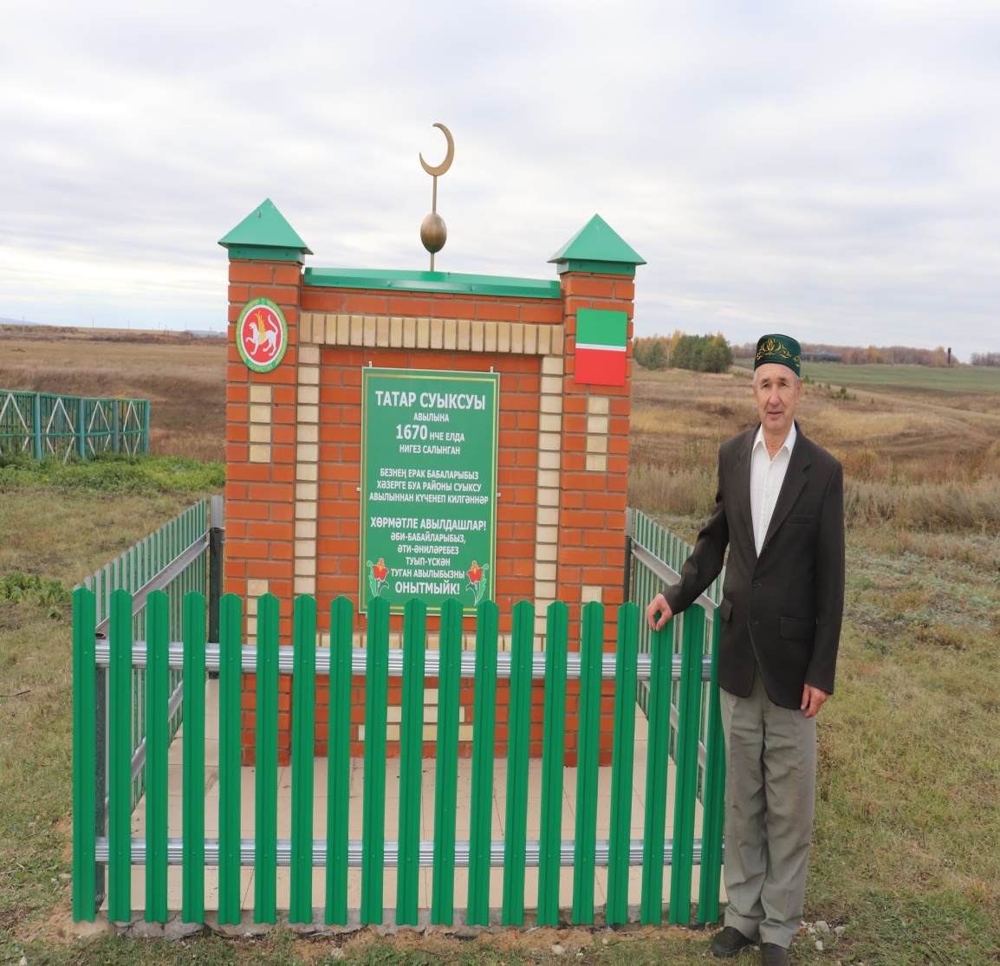 ТАТАР СУЫКСУЫ
АВЫЛЫНА
1670 НЧЕ ЕЛДА
НИГЕЗ САЛЫНГАН
БЕЗНЕҢ ЕРАК БАБАЛАРЫБЫЗ
ХӘЗЕРГЕ БУА РАЙОНЫ СУЫКСУ
АВЫЛЫННАН КҮЧЕНЕП КИЛГӘННӘР
ХӨРМӘТЛЕ АВЫЛДАШЛАР!
ӘБИ-БАБАЙЛАРЫБЫЗ,
ӘТИ-ӘНИЛӘРЕБЕЗ
ТУЫП-ҮСКӘН
ТУГАН АВЫЛЫБЫЗНЫ
ОНЫТМЫЙК!
ТАТАРСТАН